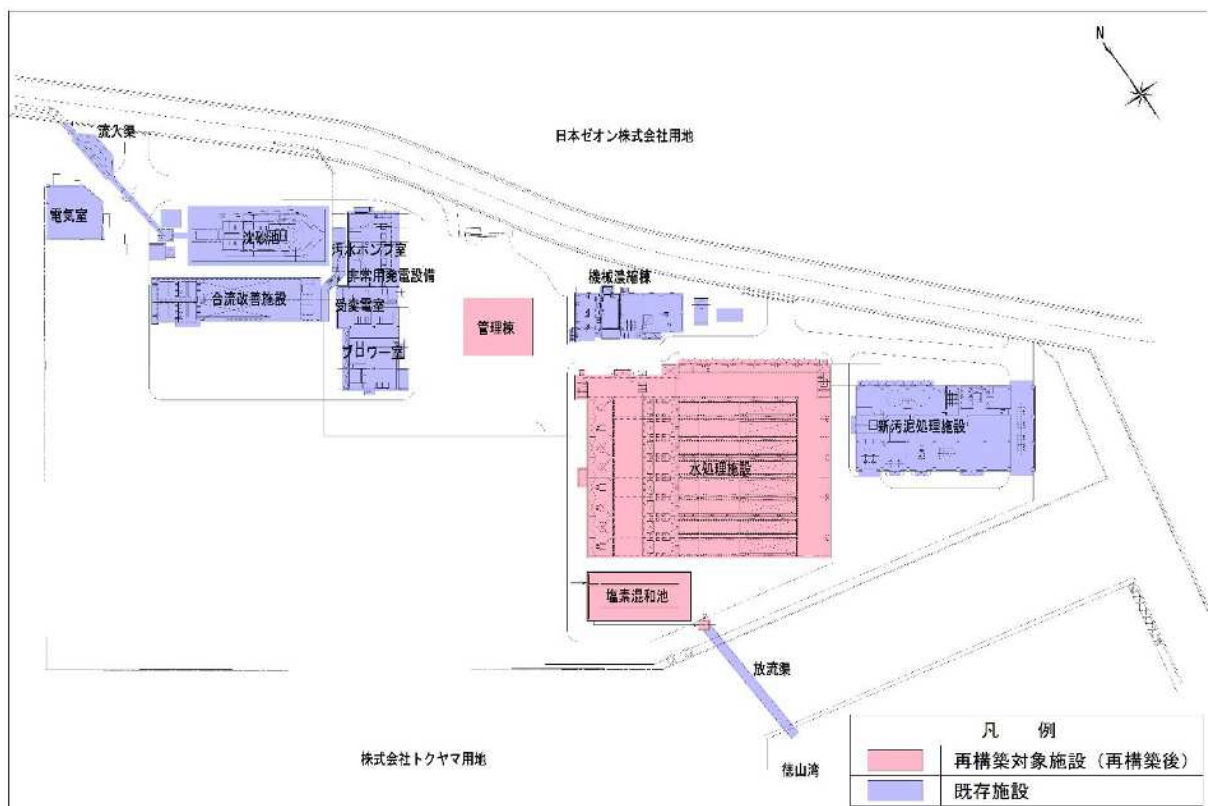 N
流入渠
日本ゼオン株式会社用地
電気室
沈砂池
汚水ポンプ室
非常用発電設備
機械濃縮棟
合流改善施設
受変電室
管理棟
ブロワー室
新汚泥処理施設
水処理施設
塩素混和池
放流渠
株式会社トクヤマ用地
徳山湾
凡 例
再構築対象施設（再構築後）
既存施設